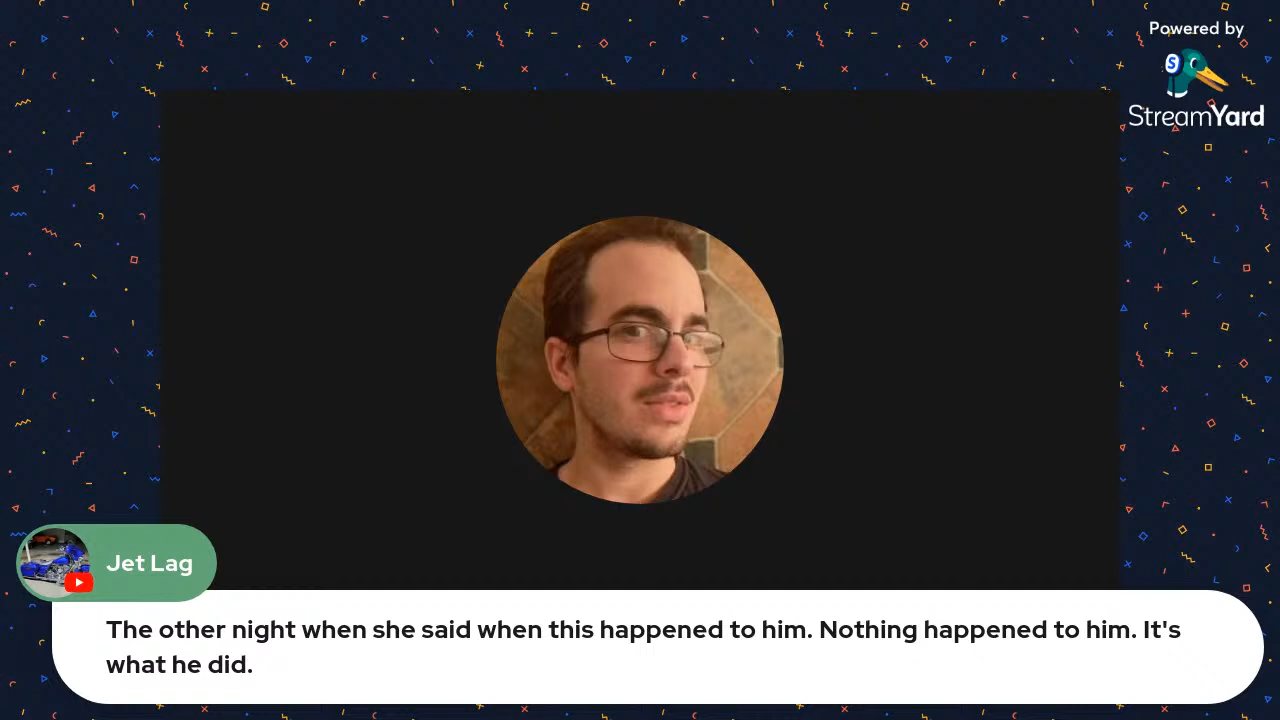 Powered by
StreamYard
Jet Lag
The other night when she said when this happened to him. Nothing happened to him. It's
what he did.